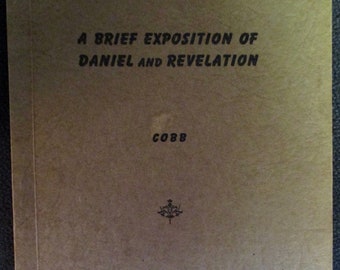 A BRIEF EXPOSITION OF
DANIEL AND REVELATION
COBB